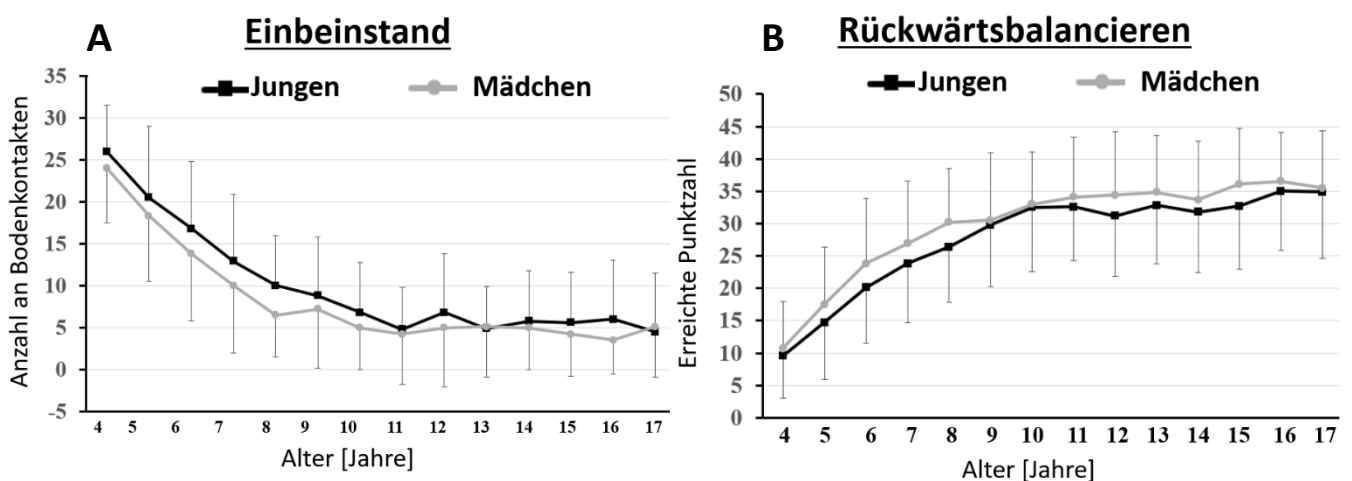 A
Einbeinstand
Jungen
Mädchen
Anzahl an Bodenkontakten
35
30
25
20
15
10
5
0
-5
4 5 6 7 8 9 10 11 12 13 14 15 16 17
Alter [Jahre]
B
Rückwärtsbalancieren
Jungen
Mädchen
Erreichte Punktzahl
50
45
40
35
30
25
20
15
10
5
0
4 5 6 7 8 9 10 11 12 13 14 15 16 17
Alter [Jahre]